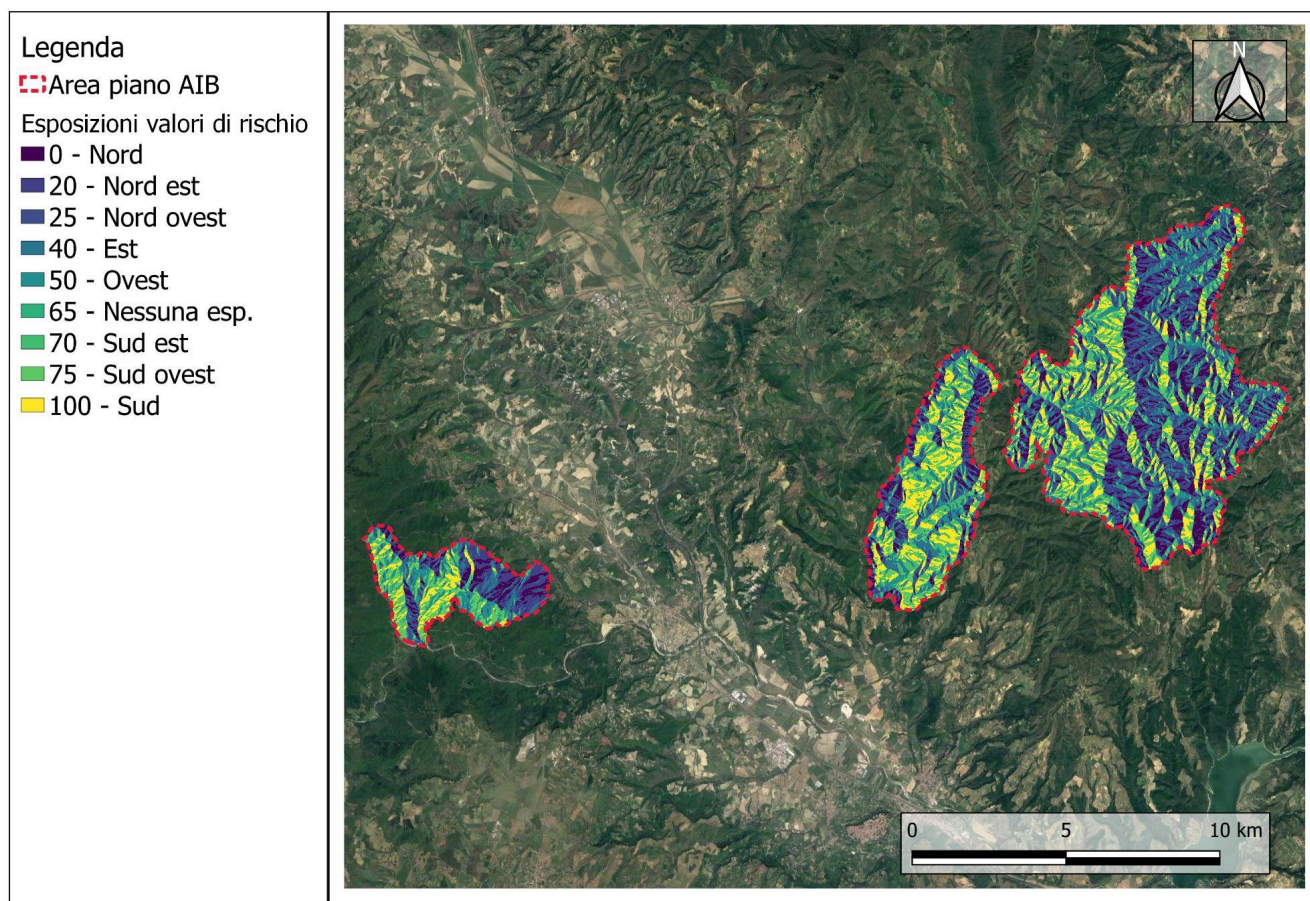 Legenda
Area piano AIB
Esposizioni valori di rischio
0 - Nord
20 - Nord est
25 - Nord ovest
40 - Est
50 - Ovest
65 - Nessuna esp.
70 - Sud est
75 - Sud ovest
100 - Sud
N
0 5 10 km